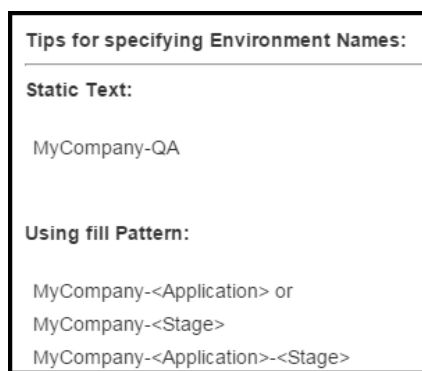 Tips for specifying Environment Names:
Static Text:
MyCompany-QA
Using fill Pattern:
MyCompany-<Application> or
MyCompany-<Stage>
MyCompany-<Application>-<Stage>